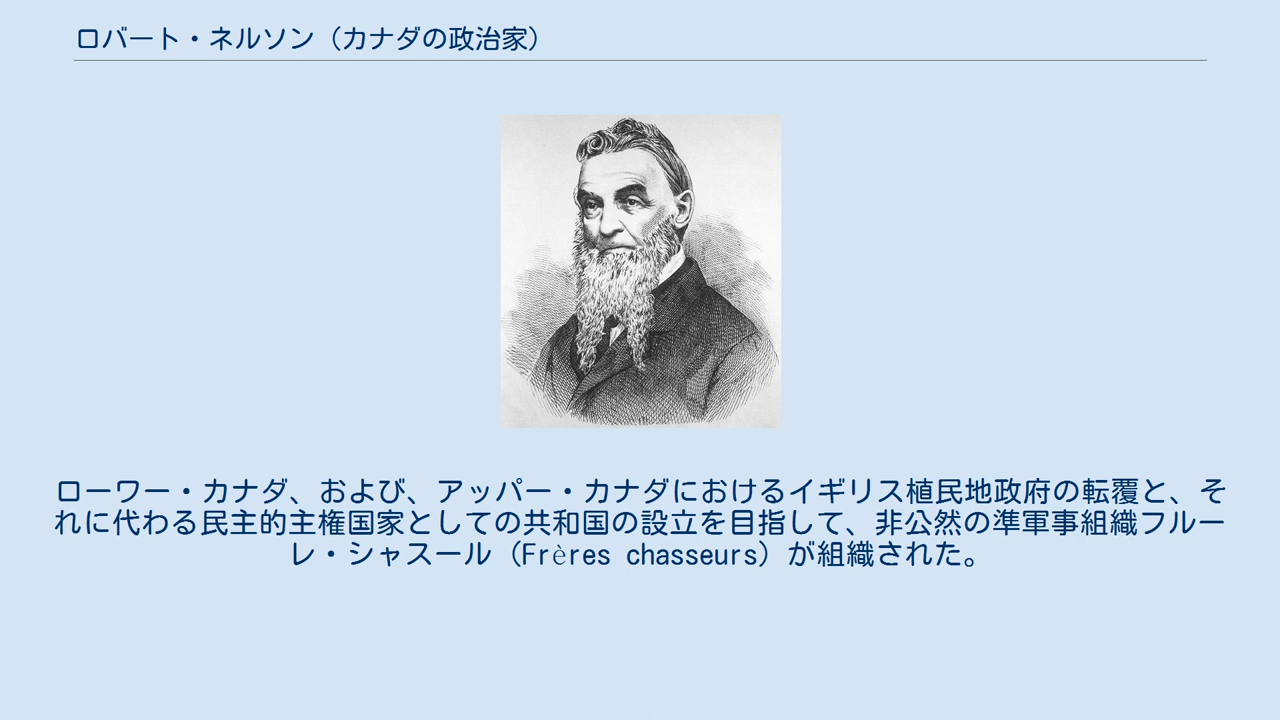 ロバート・ネルソン（カナダの政治家）
ローワー・カナダ、および、アッパー・カナダにおけるイギリス植民地政府の転覆と、そ
れに代わる民主的主権国家としての共和国の設立を目指して、非公然の準軍事組織フルー
レ・シャスール（Frères chasseurs）が組織された。